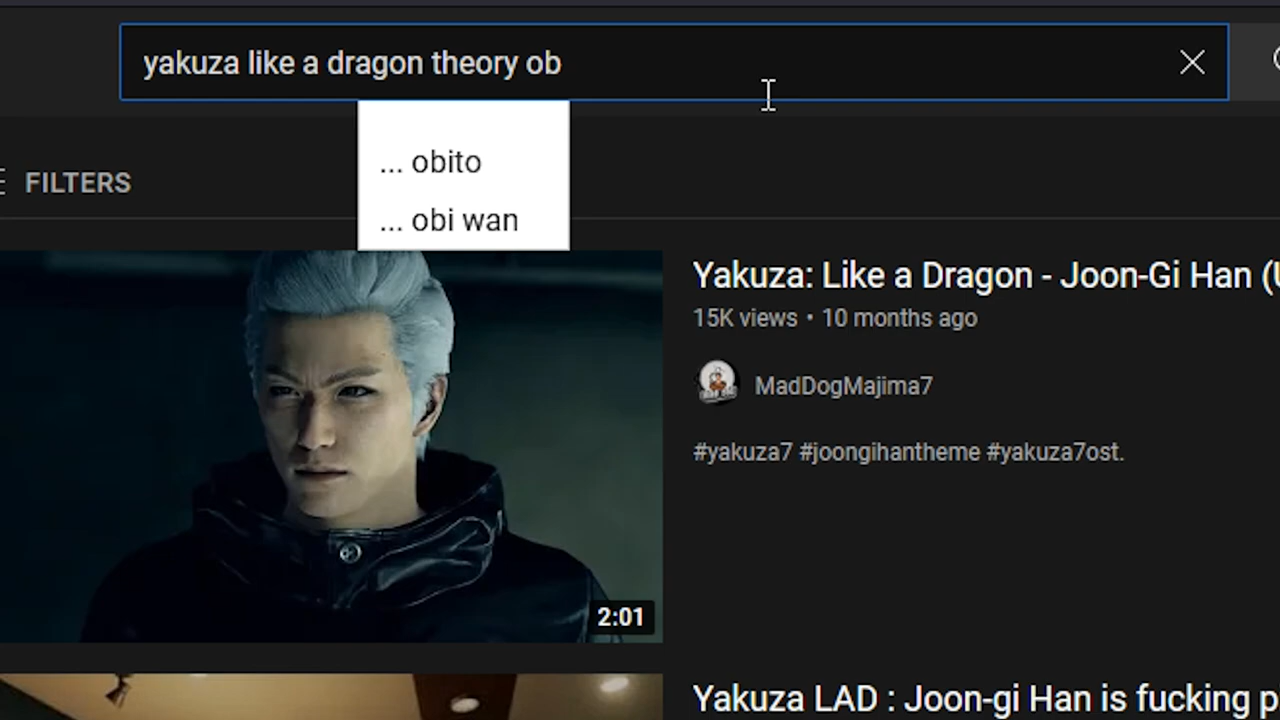 yakuza like a dragon theory ob
... obito
... obi wan
FILTERS
Yakuza: Like a Dragon - Joon-Gi Han (
15K views • 10 months ago
MadDogMajima7
#yakuza7 #joongihantheme #yakuza7ost.
2:01
Yakuza LAD : Joon-gi Han is fucking p